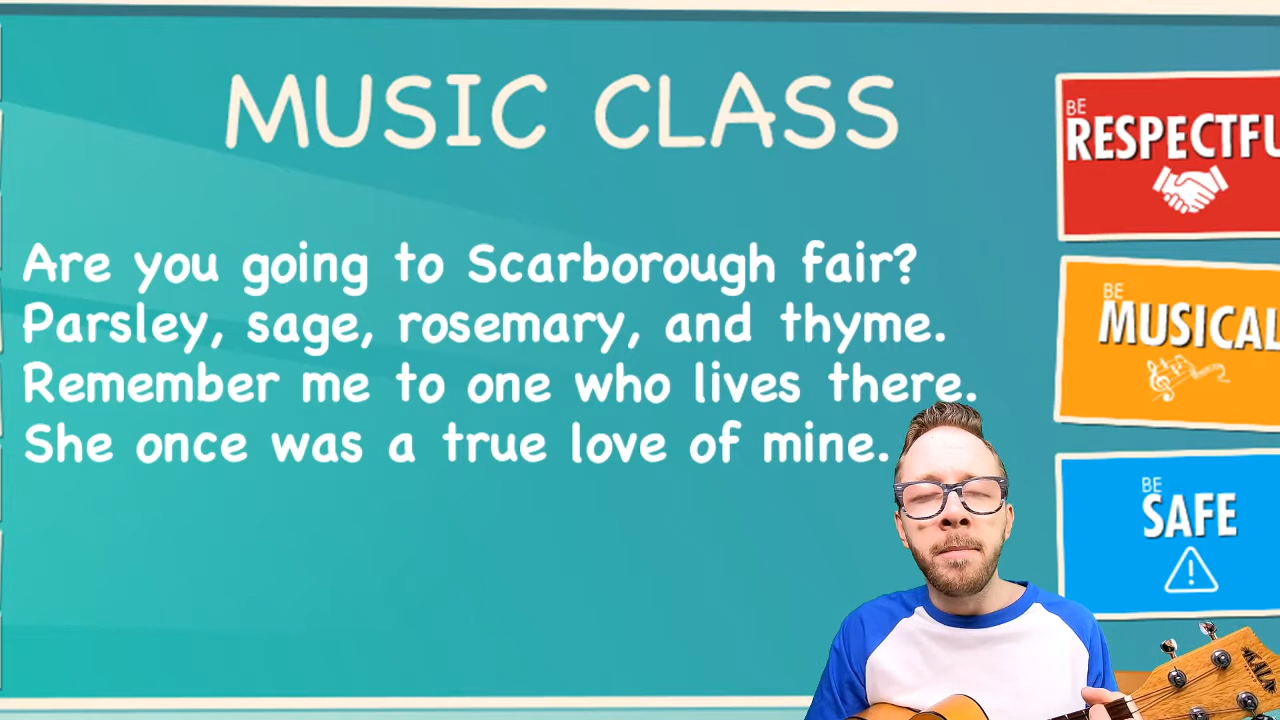 MUSIC CLASS
Are you going to Scarborough fair?
Parsley, sage, rosemary, and thyme.
Remember me to one who lives there.
She once was a true love of mine.
BE
RESPECTFU
BE
MUSICAL
BE
SAFE
KALA